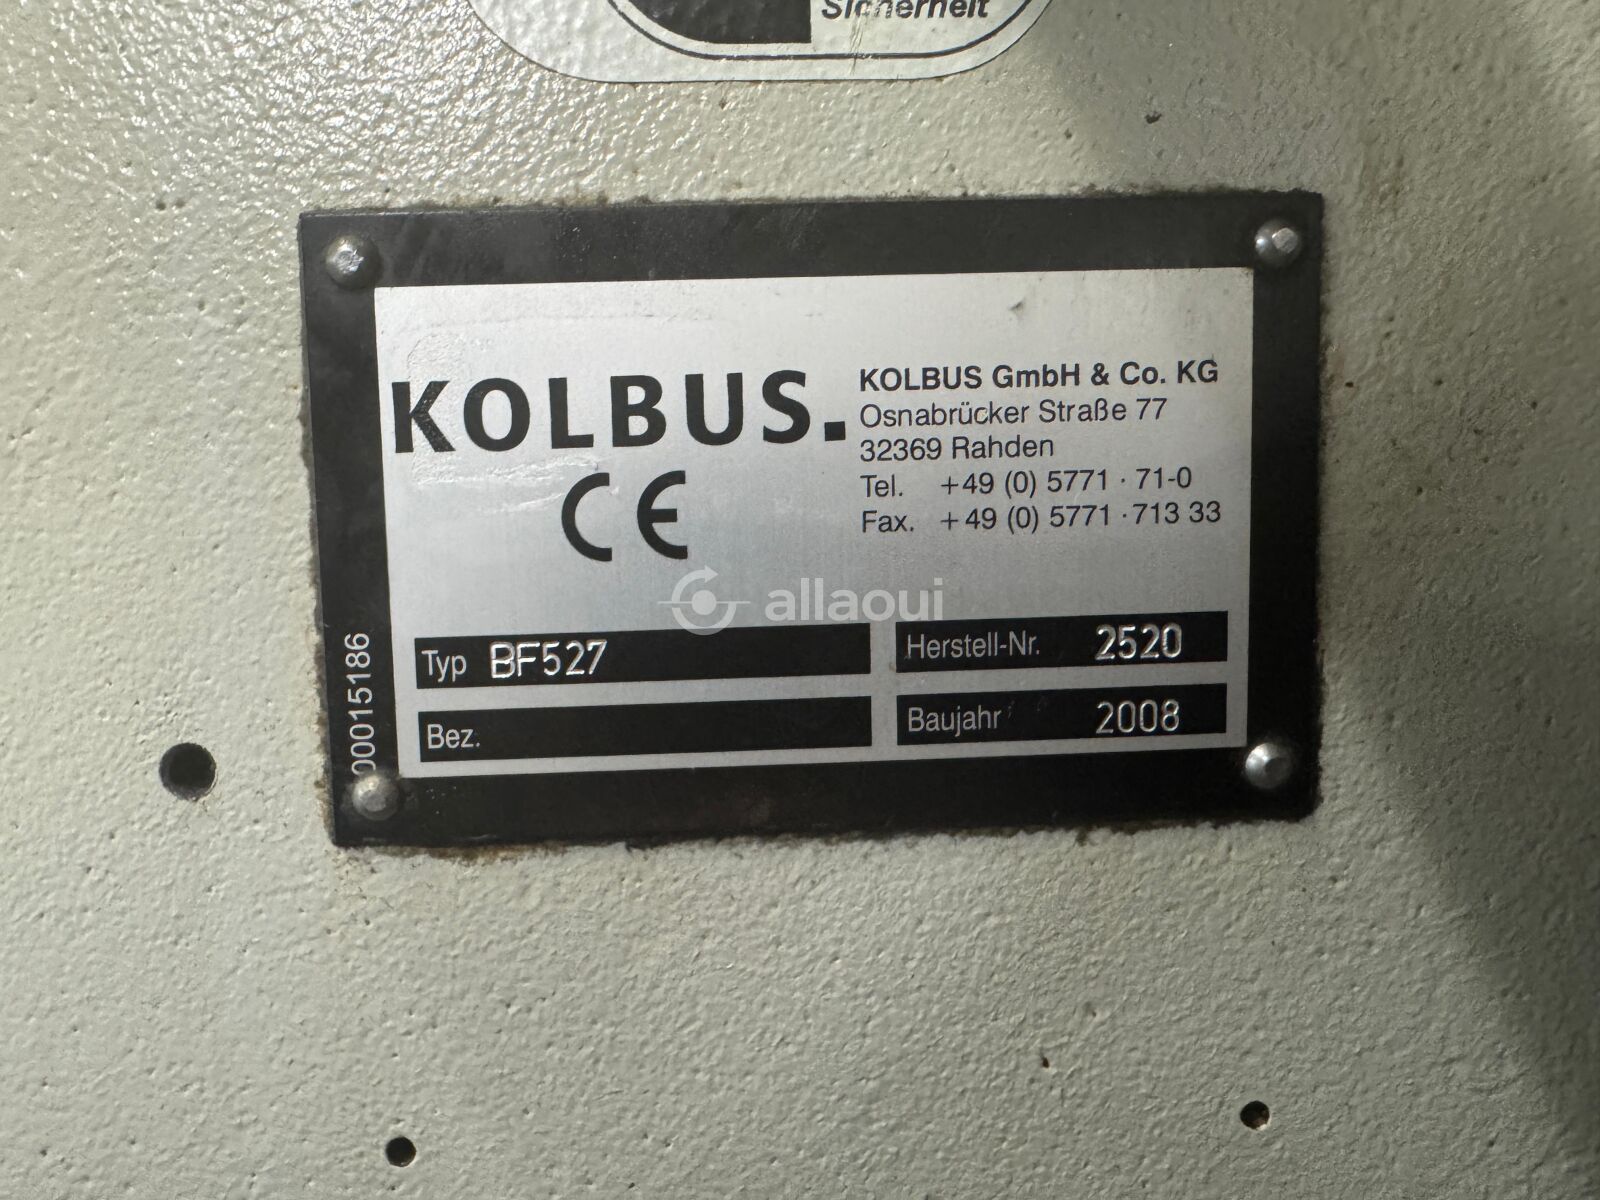 Sicherheit
KOLBUS.
KOLBUS GmbH & Co. KG
Osnabrücker Straße 77
32369 Rahden
Tel. +49 (0) 5771 · 71-0
Fax. +49 (0) 5771 · 713 33
CE
allaoui
Typ BF527
Herstell-Nr. 2520
Bez.
Baujahr 2008
00015186